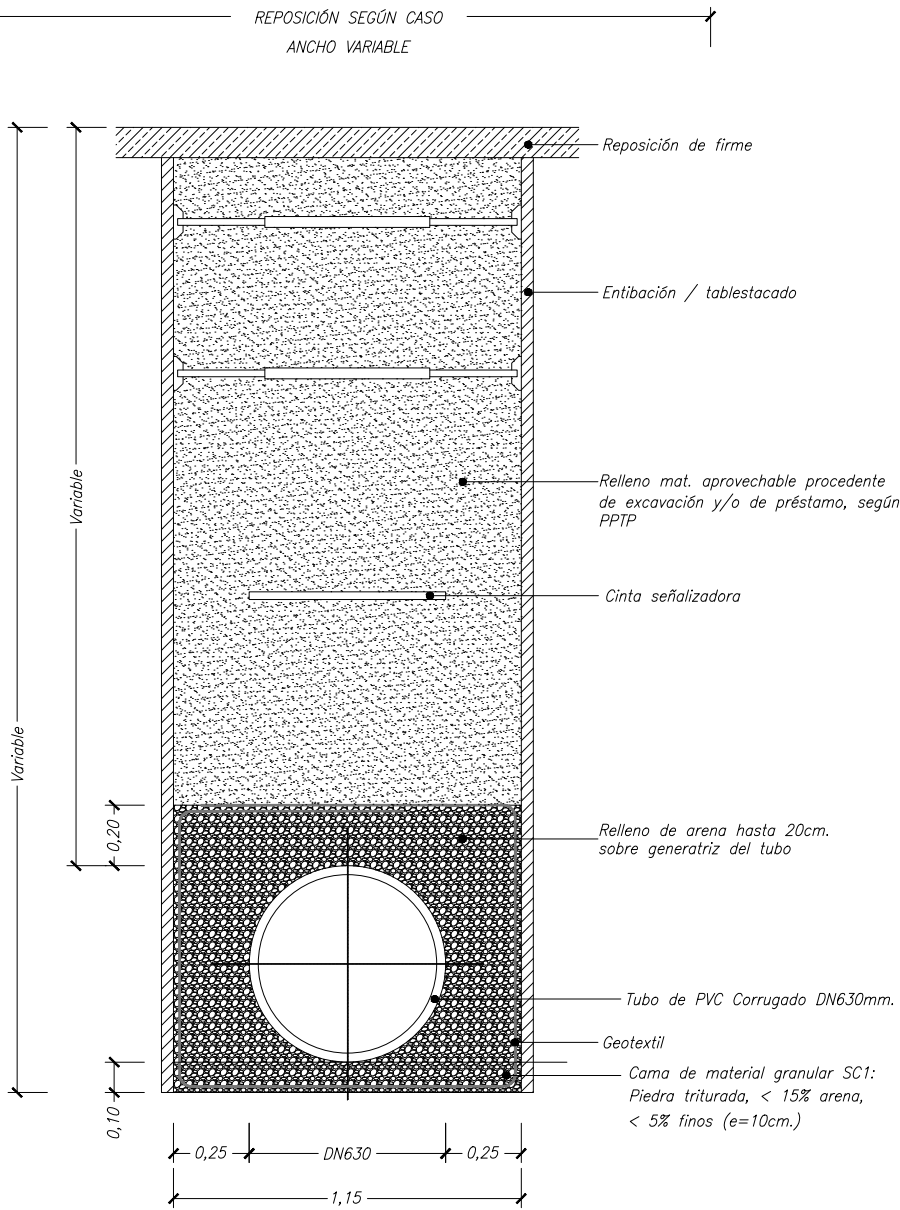 REPOSICIÓN SEGÚN CASO
ANCHO VARIABLE
Reposición de firme
Entibación / tablestacado
Variable
Relleno mat. aprovechable procedente
de excavación y/o de préstamo, según
PPTP
Cinta señalizadora
Variable
0,20
Relleno de arena hasta 20cm.
sobre generatriz del tubo
Tubo de PVC Corrugado DN630mm.
Geotextil
Cama de material granular SC1:
Piedra triturada, < 15% arena,
< 5% finos (e=10cm.)
0,10
0,25
DN630
0,25
1,15